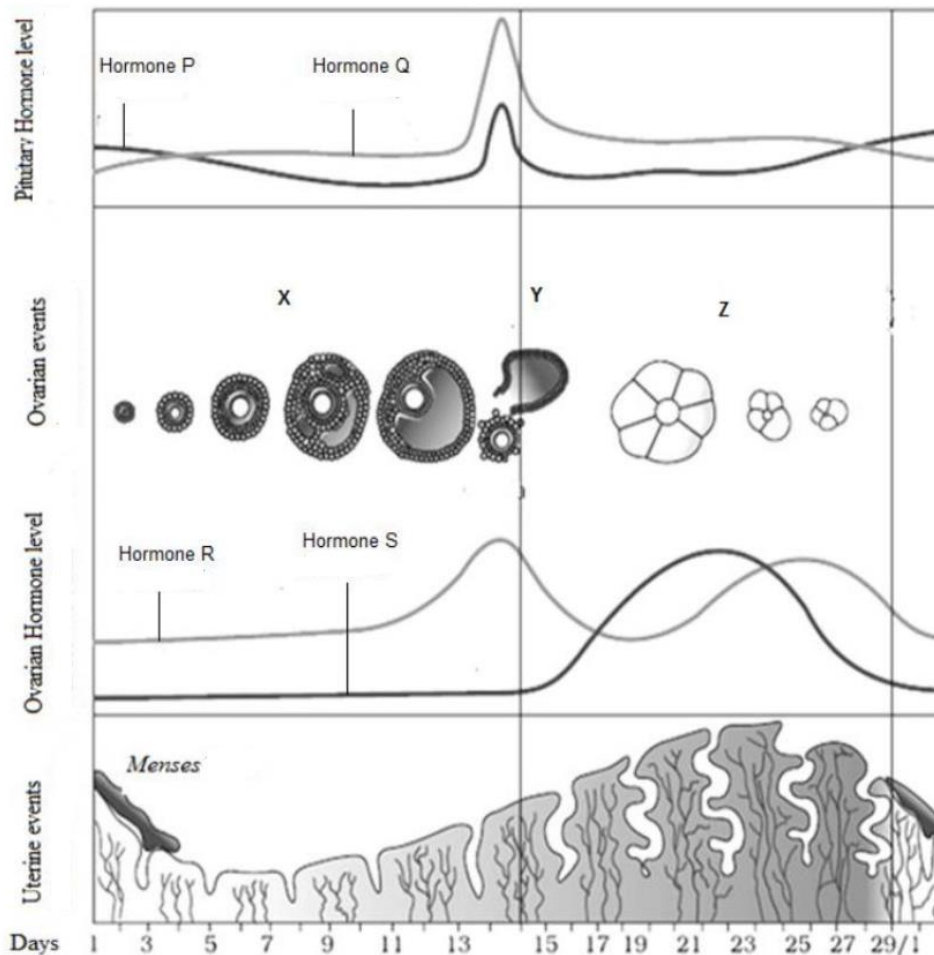 Pitutary Hormone level
Hormone P
Hormone Q
Ovarian events
X
Y
Z
Ovarian Hormone level
Hormone R
Hormone S
Uterine events
Menses
Days 1 3 5 7 9 11 13 15 17 19 21 23 25 27 29/1